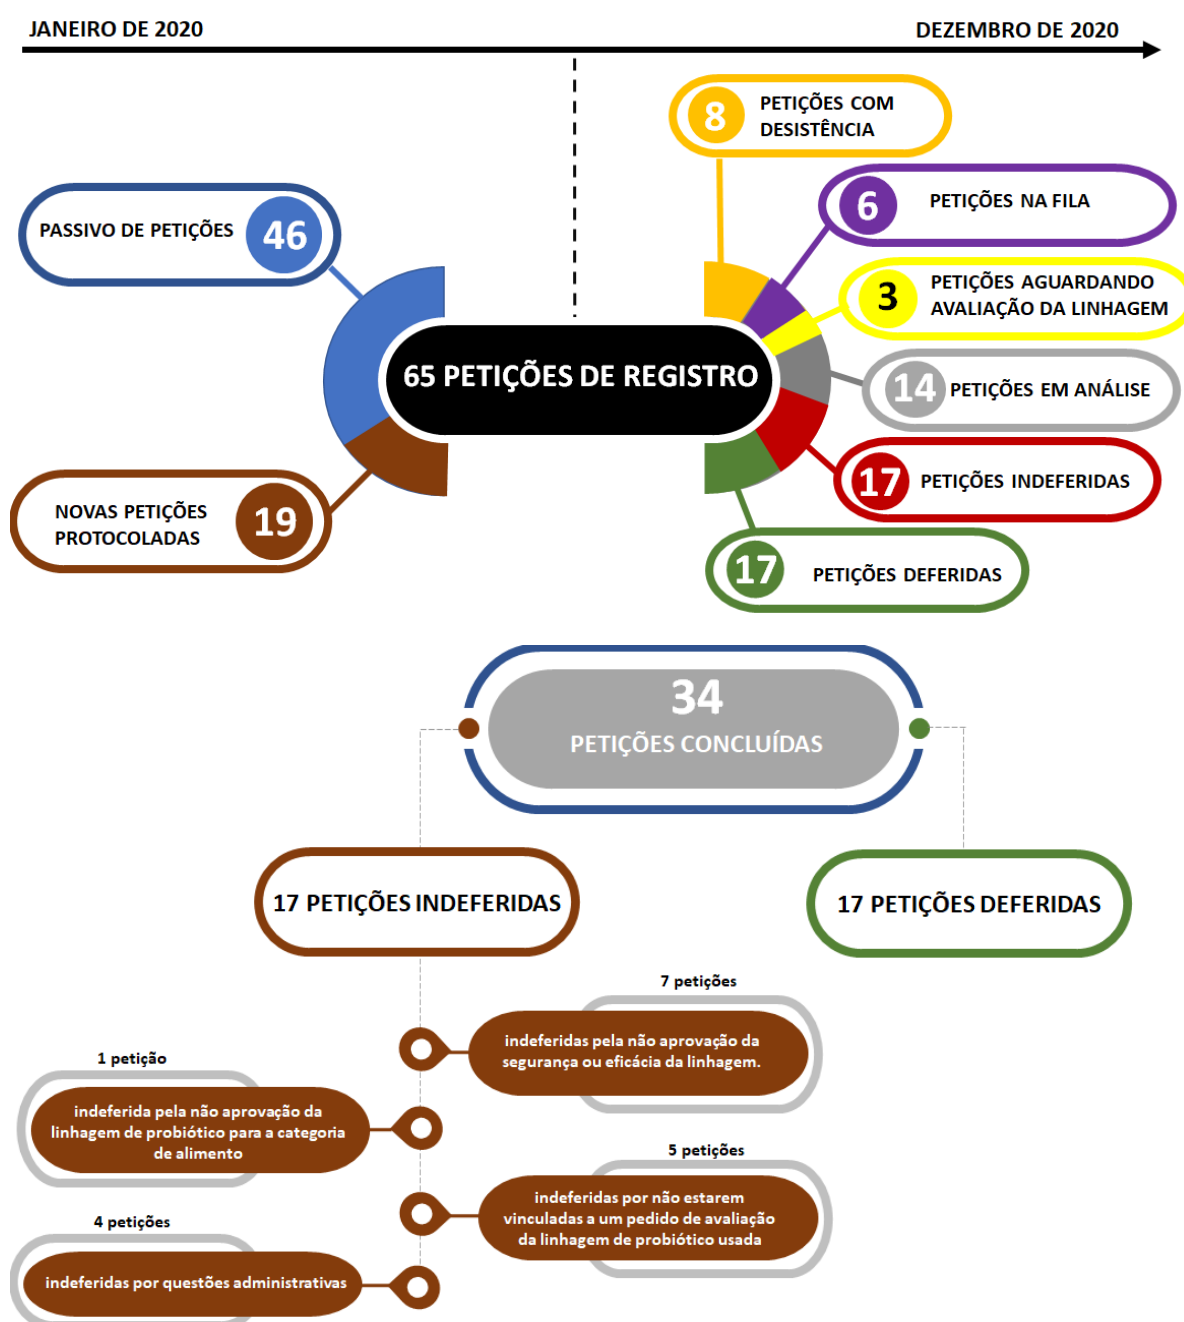 JANEIRO DE 2020
DEZEMBRO DE 2020
8
PETIÇÕES COM
DESISTÊNCIA
6
PETIÇÕES NA FILA
PASSIVO DE PETIÇÕES
46
3
PETIÇÕES AGUARDANDO
AVALIAÇÃO DA LINHAGEM
65 PETIÇÕES DE REGISTRO
14
PETIÇÕES EM ANÁLISE
17
PETIÇÕES INDEFERIDAS
NOVAS PETIÇÕES
PROTOCOLADAS
19
17
PETIÇÕES DEFERIDAS
34
PETIÇÕES CONCLUÍDAS
17 PETIÇÕES INDEFERIDAS
17 PETIÇÕES DEFERIDAS
7 petições
indeferidas pela não aprovação da
segurança ou eficácia da linhagem.
1 petição
indeferida pela não aprovação da
linhagem de probiótico para a categoria
de alimento
5 petições
indeferidas por não estarem
vinculadas a um pedido de avaliação
da linhagem de probiótico usada
4 petições
indeferidas por questões administrativas